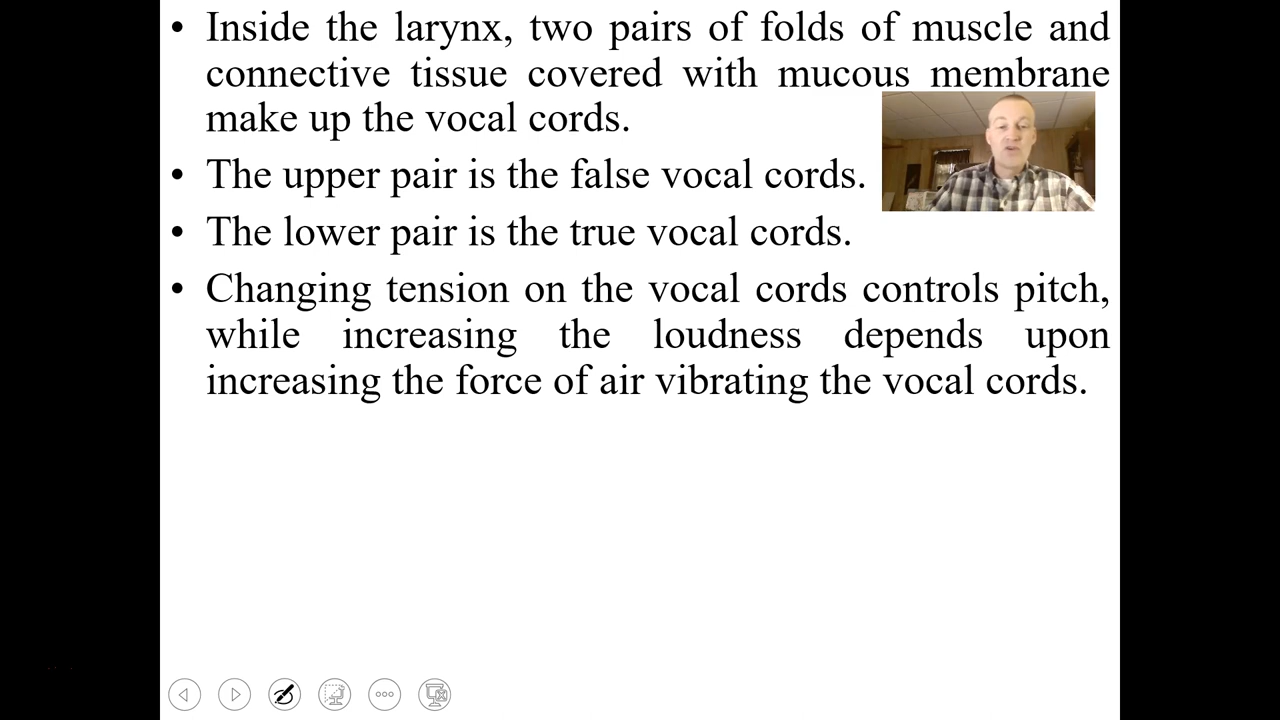 • Inside the larynx, two pairs of folds of muscle and
connective tissue covered with mucous membrane
make up the vocal cords.
• The upper pair is the false vocal cords.
• The lower pair is the true vocal cords.
• Changing tension on the vocal cords controls pitch,
while increasing the loudness depends upon
increasing the force of air vibrating the vocal cords.